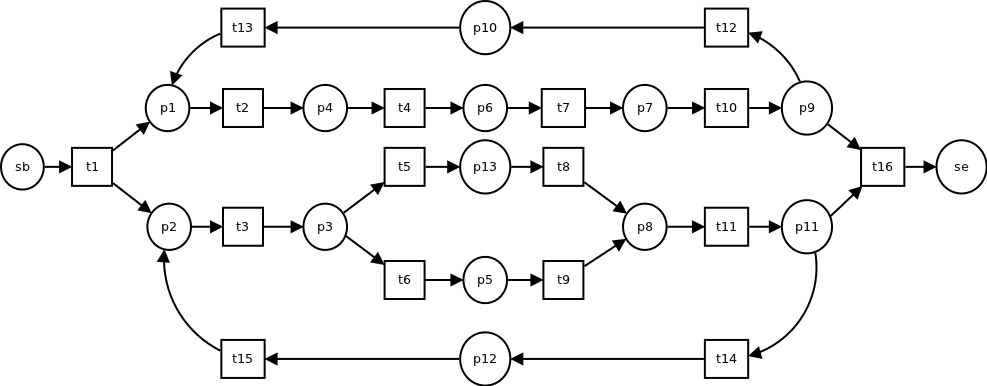 t13 p10 t12
p1 t2 p4 t4 p6 t7 p7 t10 p9
sb t1 t5 p13 t8 t16 se
p2 t3 p3 p8 t11 p11
t6 p5 t9
t15 p12 t14